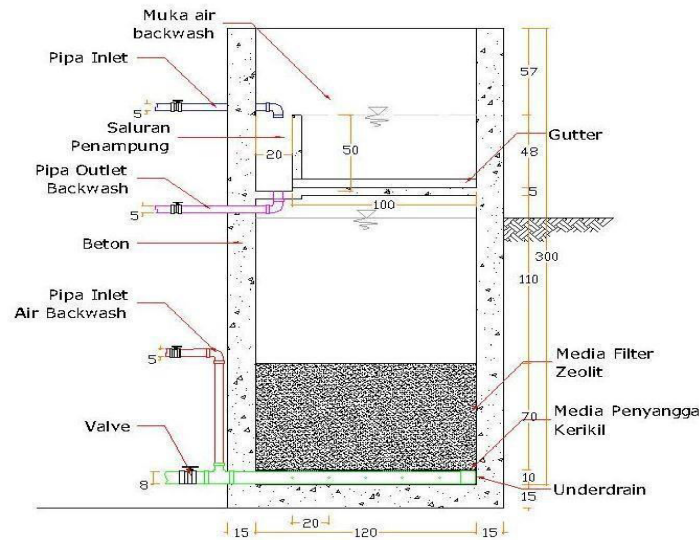 Muka air
backwash
Pipa Inlet
57
5
Saluran
Penampung
20
50
Gutter
48
Pipa Outlet
Backwash
5
100
5
Beton
300
110
Pipa Inlet
Air Backwash
5
Media Filter
Zeolit
Media Penyangga
Kerikil
70
Valve
8
10
Underdrain
15
20
15
120
15